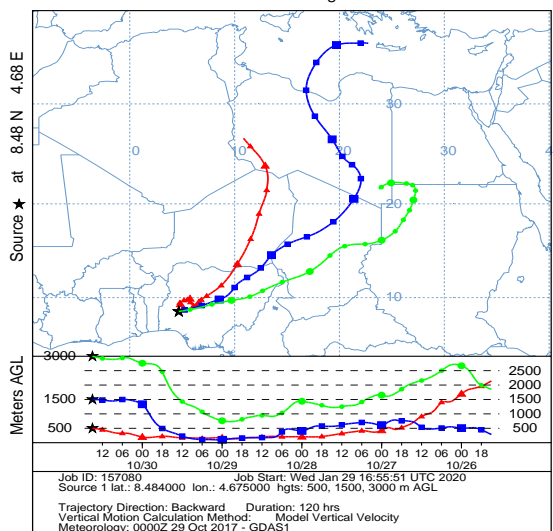 Source ★ at 8.48 N 4.68 E
0
10
20
30
4
30
20
10
Meters AGL
3000
1500
500
2500
2000
1500
1000
500
12 06 00 18 12 06 00 18 12 06 00 18 12 06 00 18 12 06 00 18
10/30 10/29 10/28 10/27 10/26
Job ID: 157080 Job Start: Wed Jan 29 16:55:51 UTC 2020
Source 1 lat.: 8.484000 lon.: 4.675000 hgts: 500, 1500, 3000 m AGL
Trajectory Direction: Backward Duration: 120 hrs
Vertical Motion Calculation Method: Model Vertical Velocity
Meteorology: 0000Z 29 Oct 2017 - GDAS1